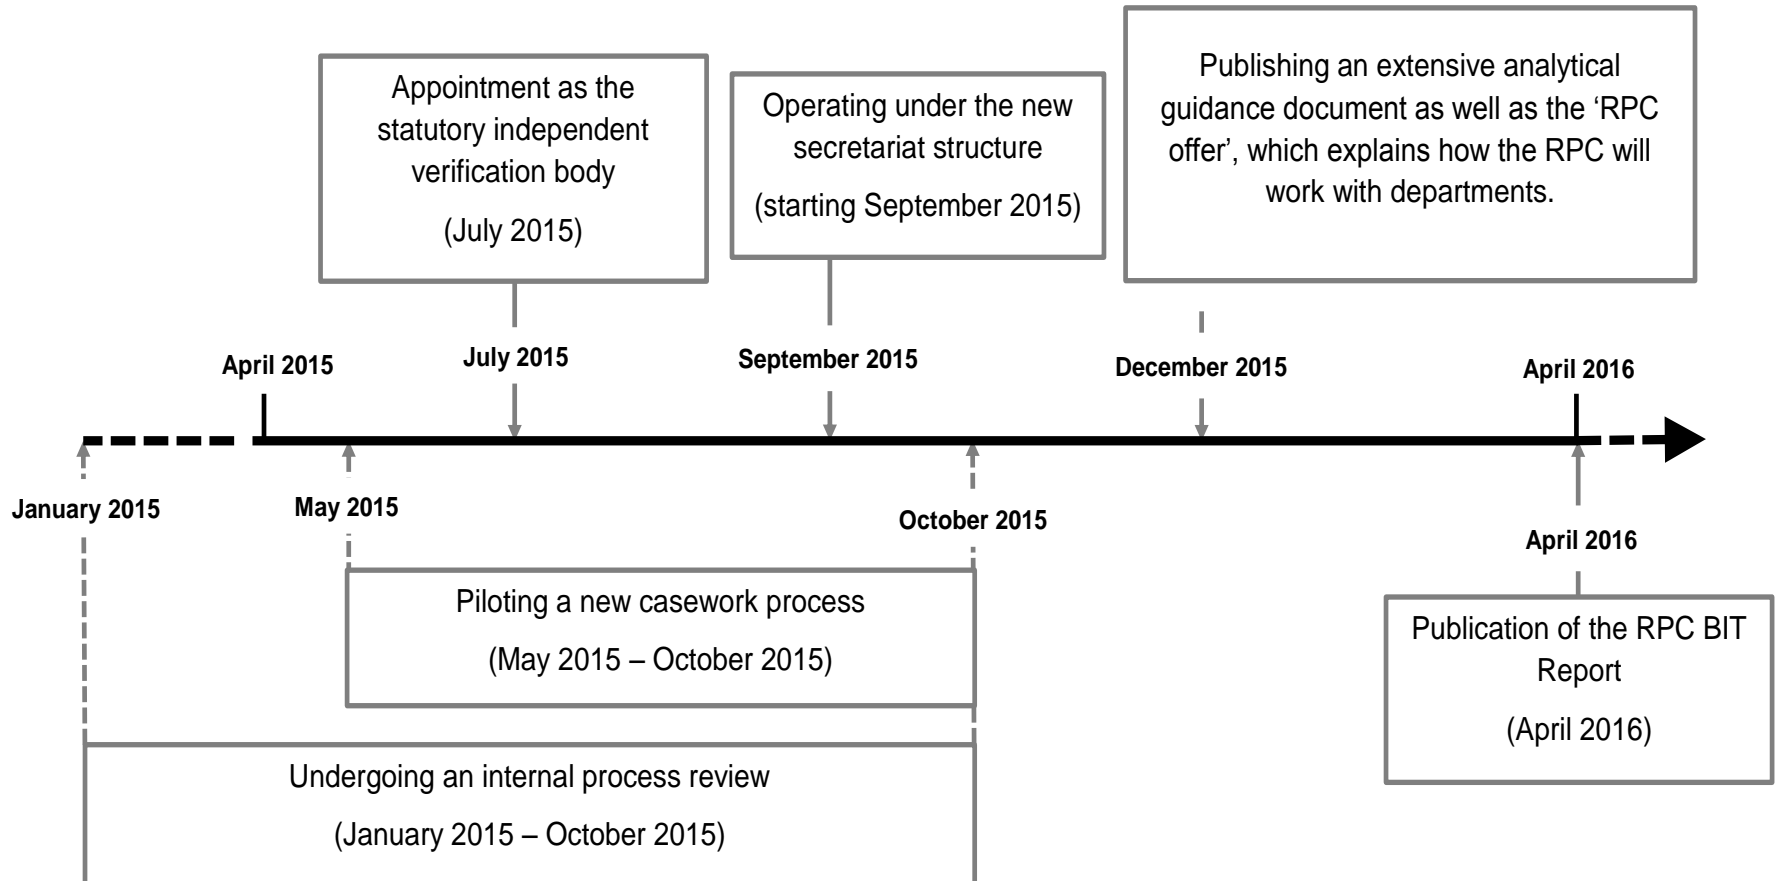 Appointment as the
statutory independent
verification body
(July 2015)
Operating under the new
secretariat structure
(starting September 2015)
Publishing an extensive analytical
guidance document as well as the ‘RPC
offer’, which explains how the RPC will
work with departments.
April 2015
July 2015
September 2015
December 2015
April 2016
January 2015
May 2015
October 2015
April 2016
Piloting a new casework process
(May 2015 – October 2015)
Publication of the RPC BIT
Report
(April 2016)
Undergoing an internal process review
(January 2015 – October 2015)